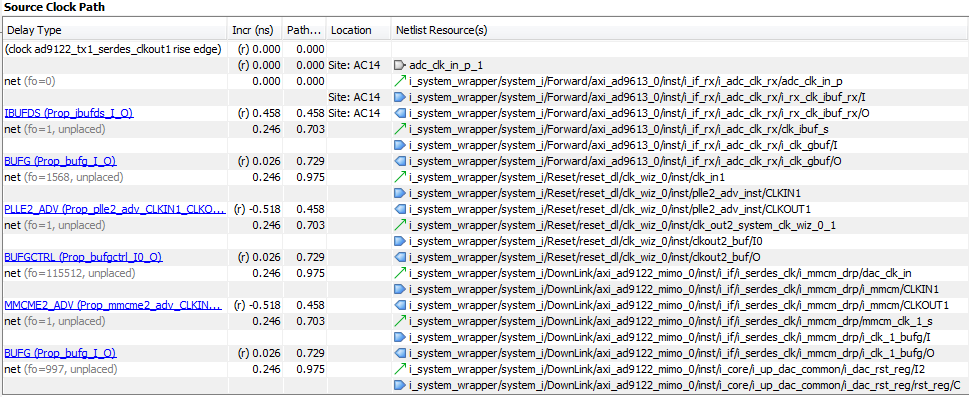 Source Clock Path
Delay Type Incr (ns) Path... Location Netlist Resource(s)
(clock ad9122_tx1_serdes_clkout1 rise edge) (r) 0.000 0.000
(r) 0.000 0.000 Site: AC14 adc_clk_in_p_1
net (fo=0) 0.000 0.000 i_system_wrapper/system_i/Forward/axi_ad9613_0/inst/i_if_rx/i_adc_clk_rx/adc_clk_in_p
Site: AC14 i_system_wrapper/system_i/Forward/axi_ad9613_0/inst/i_if_rx/i_adc_clk_rx/i_rx_clk_ibuf_rx/I
IBUFDS (Prop_ibufds_I_O) (r) 0.458 0.458 Site: AC14 i_system_wrapper/system_i/Forward/axi_ad9613_0/inst/i_if_rx/i_adc_clk_rx/i_rx_clk_ibuf_rx/O
net (fo=1, unplaced) 0.246 0.703 i_system_wrapper/system_i/Forward/axi_ad9613_0/inst/i_if_rx/i_adc_clk_rx/clk_ibuf_s
i_system_wrapper/system_i/Forward/axi_ad9613_0/inst/i_if_rx/i_adc_clk_rx/i_clk_gbuf/I
BUFG (Prop_bufg_I_O) (r) 0.026 0.729 i_system_wrapper/system_i/Forward/axi_ad9613_0/inst/i_if_rx/i_adc_clk_rx/i_clk_gbuf/O
net (fo=1568, unplaced) 0.246 0.975 i_system_wrapper/system_i/Reset/reset_dl/clk_wiz_0/inst/clk_in1
i_system_wrapper/system_i/Reset/reset_dl/clk_wiz_0/inst/plle2_adv_inst/CLKIN1
PLLE2_ADV (Prop_plle2_adv_CLKIN1_CLKO... (r) -0.518 0.458 i_system_wrapper/system_i/Reset/reset_dl/clk_wiz_0/inst/plle2_adv_inst/CLKOUT1
net (fo=1, unplaced) 0.246 0.703 i_system_wrapper/system_i/Reset/reset_dl/clk_wiz_0/inst/clk_out2_system_clk_wiz_0_1
i_system_wrapper/system_i/Reset/reset_dl/clk_wiz_0/inst/clkout2_buf/I0
BUFGCTRL (Prop_bufgctrl_I0_O) (r) 0.026 0.729 i_system_wrapper/system_i/Reset/reset_dl/clk_wiz_0/inst/clkout2_buf/O
net (fo=115512, unplaced) 0.246 0.975 i_system_wrapper/system_i/DownLink/axi_ad9122_mimo_0/inst/i_if/i_serdes_clk/i_mmcm_drp/dac_clk_in
i_system_wrapper/system_i/DownLink/axi_ad9122_mimo_0/inst/i_if/i_serdes_clk/i_mmcm_drp/i_mmcm/CLKIN1
MMCME2_ADV (Prop_mmcme2_adv_CLKIN... (r) -0.518 0.458 i_system_wrapper/system_i/DownLink/axi_ad9122_mimo_0/inst/i_if/i_serdes_clk/i_mmcm_drp/i_mmcm/CLKOUT1
net (fo=1, unplaced) 0.246 0.703 i_system_wrapper/system_i/DownLink/axi_ad9122_mimo_0/inst/i_if/i_serdes_clk/i_mmcm_drp/mmcm_clk_1_s
i_system_wrapper/system_i/DownLink/axi_ad9122_mimo_0/inst/i_if/i_serdes_clk/i_mmcm_drp/i_clk_1_bufg/I
BUFG (Prop_bufg_I_O) (r) 0.026 0.729 i_system_wrapper/system_i/DownLink/axi_ad9122_mimo_0/inst/i_if/i_serdes_clk/i_mmcm_drp/i_clk_1_bufg/O
net (fo=997, unplaced) 0.246 0.975 i_system_wrapper/system_i/DownLink/axi_ad9122_mimo_0/inst/i_core/i_up_dac_common/i_dac_rst_reg/I2
i_system_wrapper/system_i/DownLink/axi_ad9122_mimo_0/inst/i_core/i_up_dac_common/i_dac_rst_reg/rst_reg/C